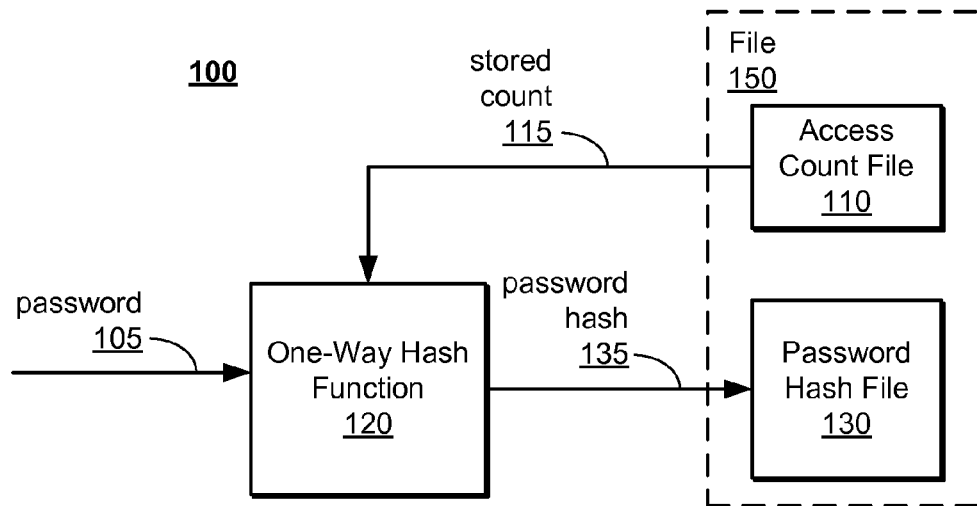 100
stored
count
115
File
150
Access
Count File
110
password
105
One-Way Hash
Function
120
password
hash
135
Password
Hash File
130